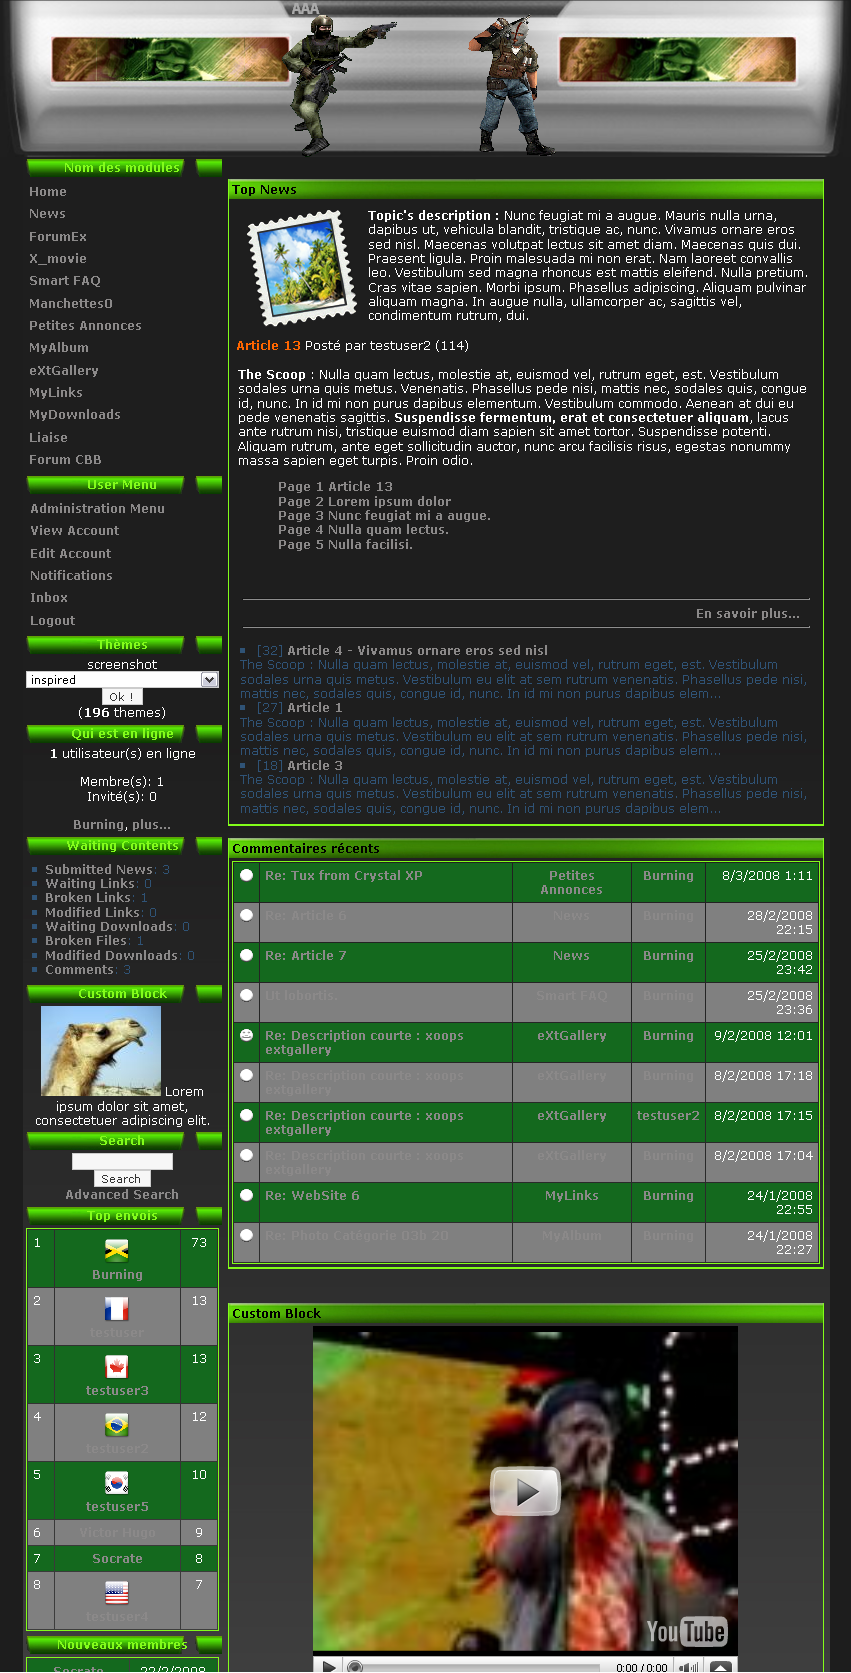 AAA
Nom des modules
Home
News
ForumEx
X_movie
Smart FAQ
Manchettes0
Petites Annonces
MyAlbum
eXtGallery
MyLinks
MyDownloads
Liaise
Forum CBB
User Menu
Administration Menu
View Account
Edit Account
Notifications
Inbox
Logout
Thèmes
screenshot
inspired
Ok !
(196 themes)
Qui est en ligne
1 utilisateur(s) en ligne
Membre(s): 1
Invité(s): 0
Burning, plus...
Waiting Contents
Submitted News: 3
Waiting Links: 0
Broken Links: 1
Modified Links: 0
Waiting Downloads: 0
Broken Files: 1
Modified Downloads: 0
Comments: 3
Custom Block
Lorem
ipsum dolor sit amet,
consectetuer adipiscing elit.
Search
Search
Advanced Search
Top envois
1 73
Burning
2 13
testuser
3 13
testuser3
4 12
testuser2
5 10
testuser5
6 Victor Hugo 9
7 Socrate 8
8 7
testuser4
Nouveaux membres
Socrate 22/2/2008
Top News
Topic's description : Nunc feugiat mi a augue. Mauris nulla urna,
dapibus ut, vehicula blandit, tristique ac, nunc. Vivamus ornare eros
sed nisl. Maecenas volutpat lectus sit amet diam. Maecenas quis dui.
Praesent ligula. Proin malesuada mi non erat. Nam laoreet convallis
leo. Vestibulum sed magna rhoncus est mattis eleifend. Nulla pretium.
Cras vitae sapien. Morbi ipsum. Phasellus adipiscing. Aliquam pulvinar
aliquam magna. In augue nulla, ullamcorper ac, sagittis vel,
condimentum rutrum, dui.
Article 13 Posté par testuser2 (114)
The Scoop : Nulla quam lectus, molestie at, euismod vel, rutrum eget, est. Vestibulum
sodales urna quis metus. Venenatis. Phasellus pede nisi, mattis nec, sodales quis, congue
id, nunc. In id mi non purus dapibus elementum. Vestibulum commodo. Aenean at dui eu
pede venenatis sagittis. Suspendisse fermentum, erat et consectetuer aliquam, lacus
ante rutrum nisi, tristique euismod diam sapien sit amet tortor. Suspendisse potenti.
Aliquam rutrum, ante eget sollicitudin auctor, nunc arcu facilisis risus, egestas nonummy
massa sapien eget turpis. Proin odio.
Page 1 Article 13
Page 2 Lorem ipsum dolor
Page 3 Nunc feugiat mi a augue.
Page 4 Nulla quam lectus.
Page 5 Nulla facilisi.
En savoir plus...
[32] Article 4 - Vivamus ornare eros sed nisl
The Scoop : Nulla quam lectus, molestie at, euismod vel, rutrum eget, est. Vestibulum
sodales urna quis metus. Vestibulum eu elit at sem rutrum venenatis. Phasellus pede nisi,
mattis nec, sodales quis, congue id, nunc. In id mi non purus dapibus elem...
[27] Article 1
The Scoop : Nulla quam lectus, molestie at, euismod vel, rutrum eget, est. Vestibulum
sodales urna quis metus. Vestibulum eu elit at sem rutrum venenatis. Phasellus pede nisi,
mattis nec, sodales quis, congue id, nunc. In id mi non purus dapibus elem...
[18] Article 3
The Scoop : Nulla quam lectus, molestie at, euismod vel, rutrum eget, est. Vestibulum
sodales urna quis metus. Vestibulum eu elit at sem rutrum venenatis. Phasellus pede nisi,
mattis nec, sodales quis, congue id, nunc. In id mi non purus dapibus elem...
Commentaires récents
Re: Tux from Crystal XP Petites Burning 8/3/2008 1:11
Annonces
Re: Article 6 News Burning 28/2/2008
22:15
Re: Article 7 News Burning 25/2/2008
23:42
Ut lobortis. Smart FAQ Burning 25/2/2008
23:36
Re: Description courte : xoops eXtGallery Burning 9/2/2008 12:01
extgallery
Re: Description courte : xoops eXtGallery Burning 8/2/2008 17:18
extgallery
Re: Description courte : xoops eXtGallery testuser2 8/2/2008 17:15
extgallery
Re: Description courte : xoops eXtGallery Burning 8/2/2008 17:04
extgallery
Re: WebSite 6 MyLinks Burning 24/1/2008
22:55
Re: Photo Catégorie 03b 20 MyAlbum Burning 24/1/2008
22:27
Custom Block
YouTube
0:00 / 0:00